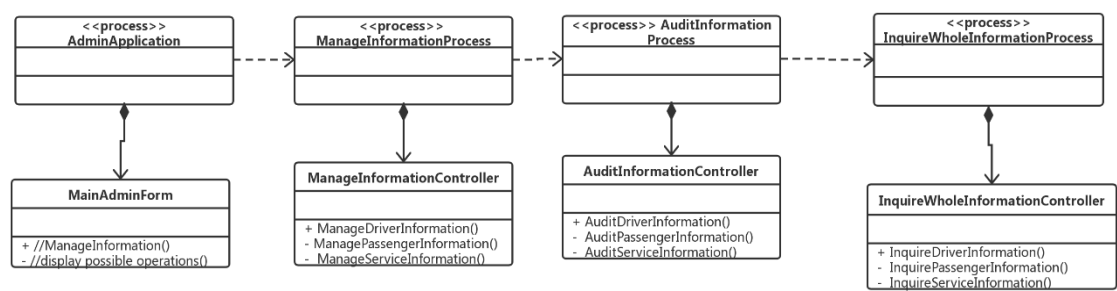 <<process>>
AdminApplication
<<process>>
ManageInformationProcess
<<process>> AuditInformation
Process
<<process>>
InquireWholeInformationProcess
MainAdminForm
+ //ManageInformation()
- //display possible operations()
ManageInformationController
+ ManageDriverInformation()
- ManagePassengerInformation()
- ManageServiceInformation()
AuditInformationController
+ AuditDriverInformation()
- AuditPassengerInformation()
- AuditServiceInformation()
InquireWholeInformationController
+ InquireDriverInformation()
- InquirePassengerInformation()
- InquireServiceInformation()